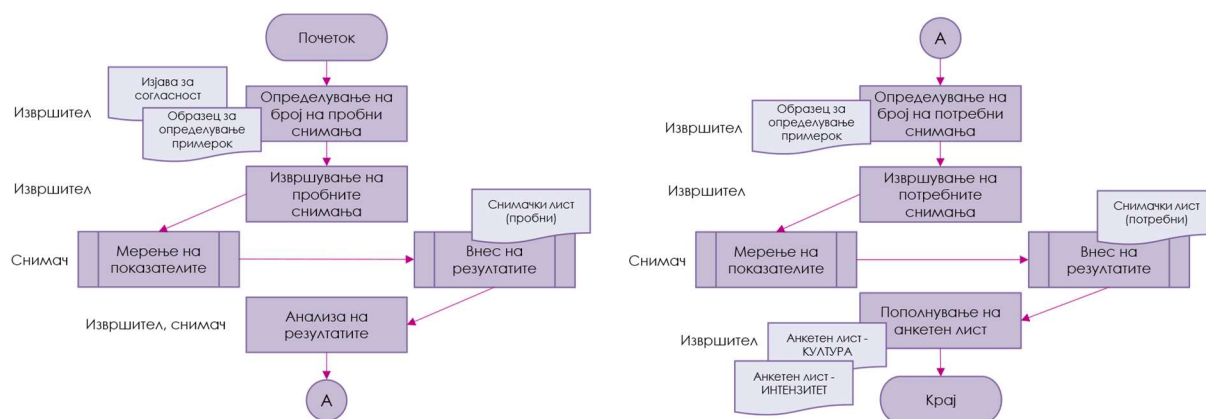 Почеток
Изјава за
согласност
Извршител
Образец за
определување
примерок
Определување на
број на пробни
снимања
Извршител
Извршување на
пробните
снимања
Снимачки лист
(пробни)
Снимач
Мерење на
показателите
Внес на
резултатите
Извршител, снимач
Анализа на
резултатите
А
А
Извршител
Образец за
определување
примерок
Определување на
број на потребни
снимања
Извршител
Извршување на
потребните
снимања
Снимачки лист
(потребни)
Снимач
Мерење на
показателите
Внес на
резултатите
Извршител
Пополнување на
анкетен лист
Анкетен лист -
КУЛТУРА
Анкетен лист -
ИНТЕНЗИТЕТ
Крај